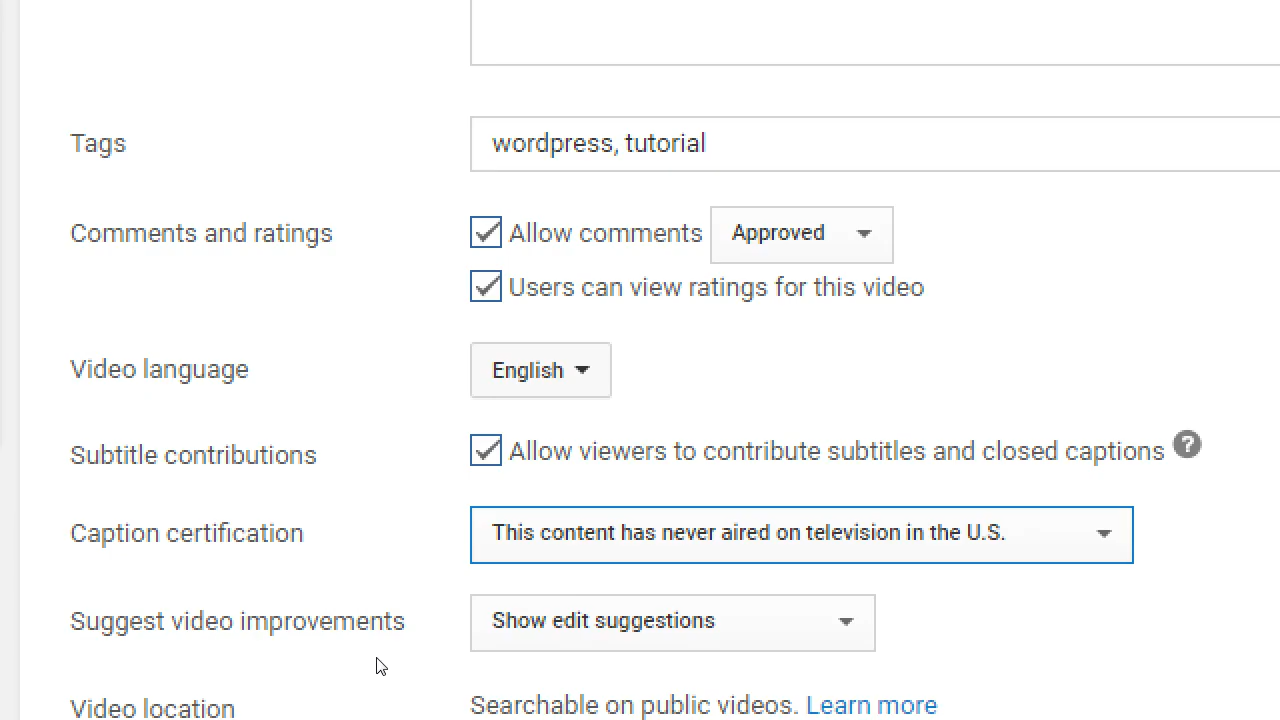 Tags
wordpress, tutorial
Comments and ratings
Allow comments
Approved
Users can view ratings for this video
Video language
English
Subtitle contributions
Allow viewers to contribute subtitles and closed captions ?
Caption certification
This content has never aired on television in the U.S.
Suggest video improvements
Show edit suggestions
Video location
Searchable on public videos. Learn more